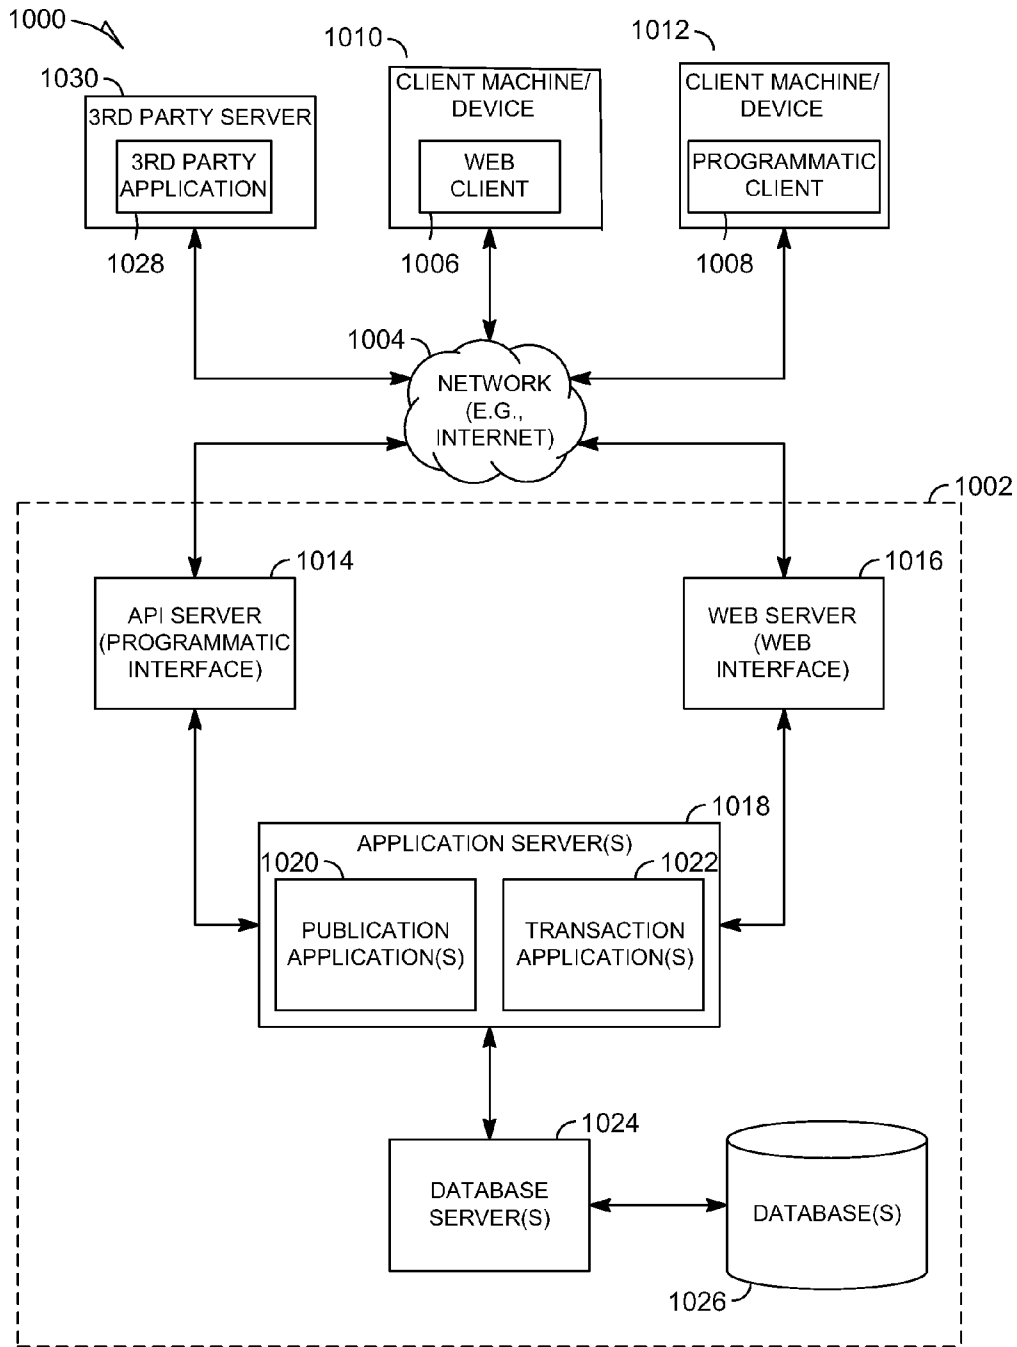 1000
1030
3RD PARTY SERVER
3RD PARTY
APPLICATION
1028
1010
CLIENT MACHINE/
DEVICE
WEB
CLIENT
1006
1012
CLIENT MACHINE/
DEVICE
PROGRAMMATIC
CLIENT
1008
1004
NETWORK
(E.G.,
INTERNET)
1002
1014
API SERVER
(PROGRAMMATIC
INTERFACE)
1016
WEB SERVER
(WEB
INTERFACE)
1018
APPLICATION SERVER(S)
1020
PUBLICATION
APPLICATION(S)
1022
TRANSACTION
APPLICATION(S)
1024
DATABASE
SERVER(S)
DATABASE(S)
1026